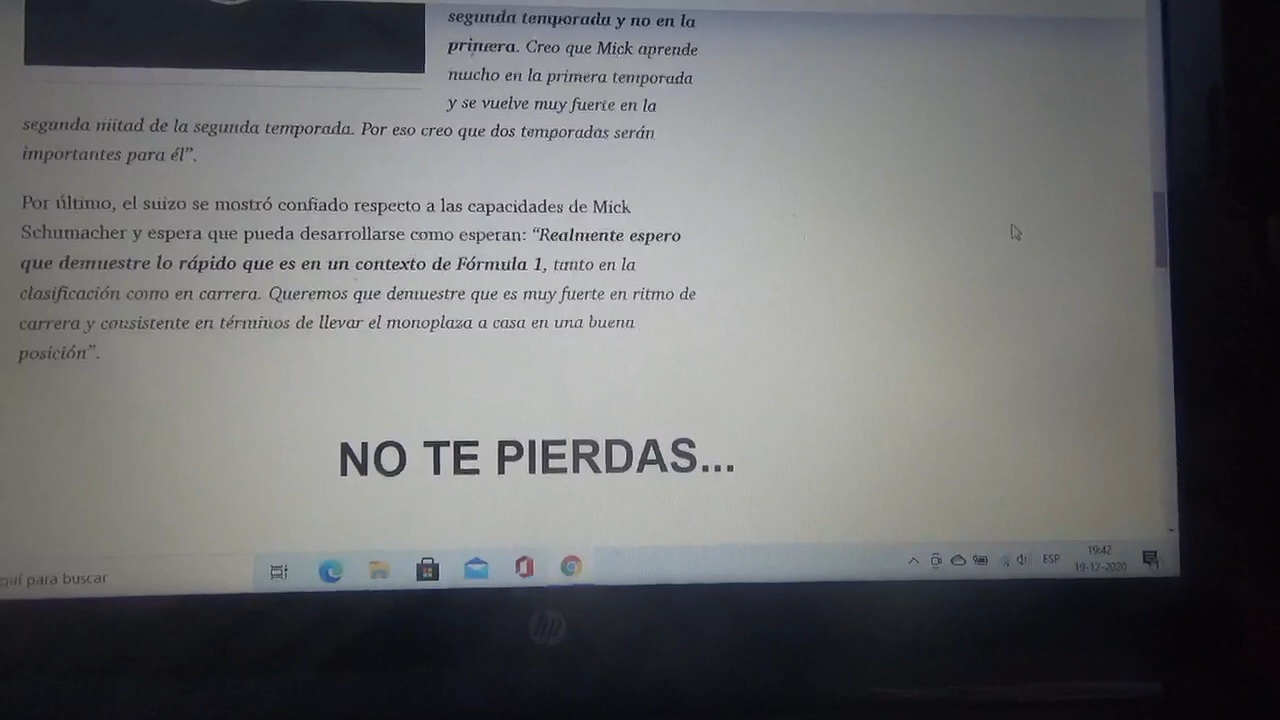 segunda temporada y no en la
primera. Creo que Mick aprende
mucho en la primera temporada
y se vuelve muy fuerte en la
segunda mitad de la segunda temporada. Por eso creo que dos temporadas serán
importantes para él”.
Por último, el suizo se mostró confiado respecto a las capacidades de Mick
Schumacher y espera que pueda desarrollarse como esperan: “Realmente espero
que demuestre lo rápido que es en un contexto de Fórmula 1, tanto en la
clasificación como en carrera. Queremos que demuestre que es muy fuerte en ritmo de
carrera y consistente en términos de llevar el monoplaza a casa en una buena
posición”.
NO TE PIERDAS...
quí para buscar
ESP
19:42
19-12-2020
hp